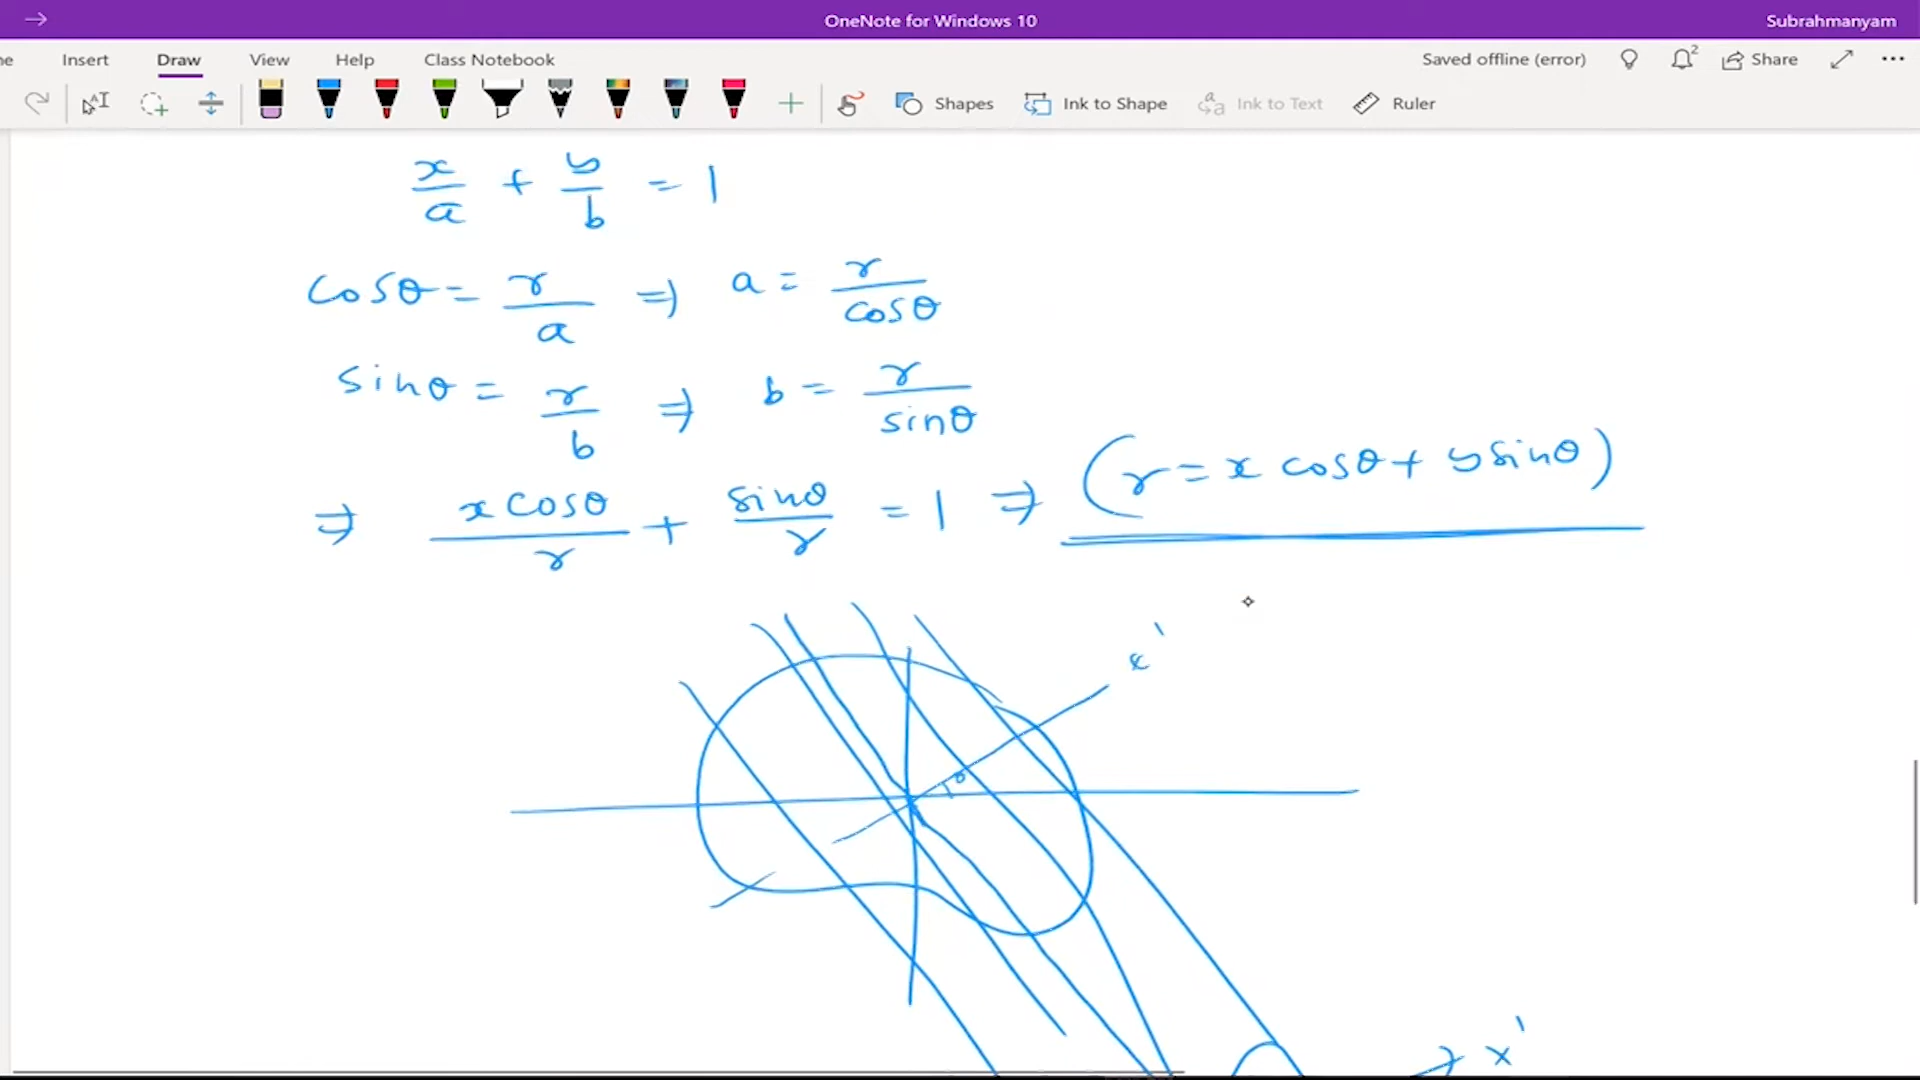 OneNote for Windows 10
Subrahmanyam
Insert Draw View Help Class Notebook
Saved offline (error) 2 Share
Shapes Ink to Shape Ink to Text Ruler
x/a + y/b = 1
cosθ = r/a ⇒ a = r/cosθ
sinθ = r/b ⇒ b = r/sinθ
⇒ x cosθ/r + sinθ/r = 1 ⇒ (r = x cosθ + y sinθ)
θ
x'